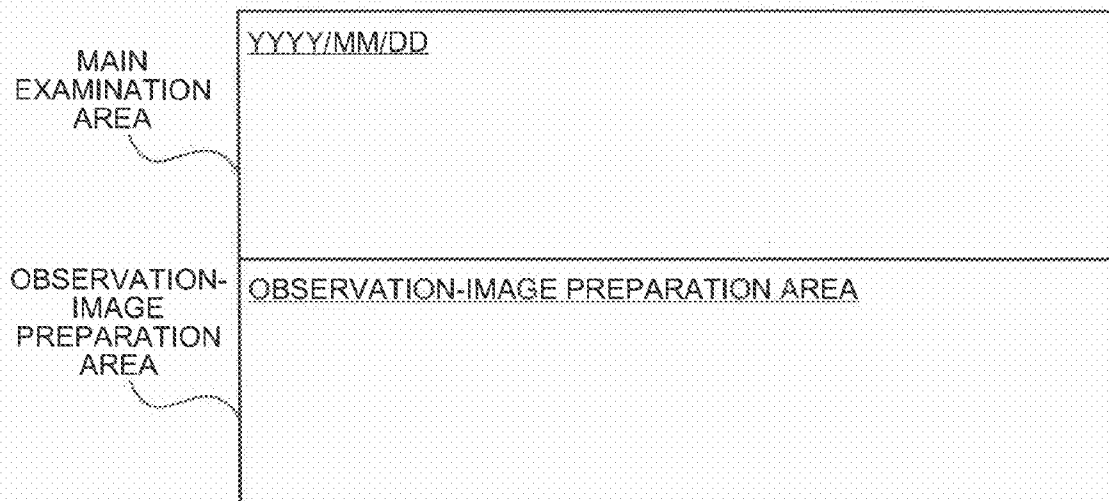 MAIN
EXAMINATION
AREA
YYYY/MM/DD
OBSERVATION-
IMAGE
PREPARATION
AREA
OBSERVATION-IMAGE PREPARATION AREA